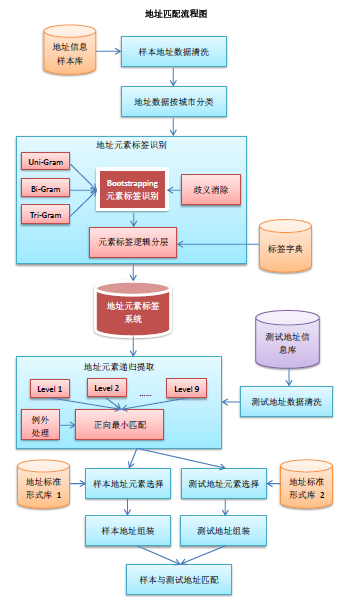 地址匹配流程图
地址信息
样本库
样本地址数据清洗
地址数据按城市分类
地址元素标签识别
Uni-Gram
Bi-Gram
Tri-Gram
Bootstrapping
元素标签识别
歧义消除
元素标签逻辑分层
标签字典
地址元素标签
系统
测试地址信
息库
地址元素递归提取
Level 1
Level 2
......
Level 9
例外
处理
正向最小匹配
测试地址数据清洗
地址标准
形式库 1
样本地址元素选择
测试地址元素选择
地址标准
形式库 2
样本地址组装
测试地址组装
样本与测试地址匹配